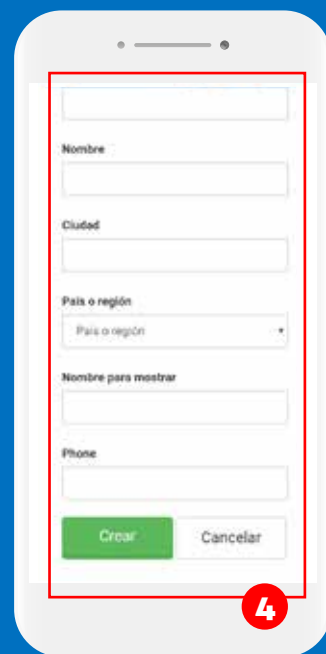 Nombre
Ciudad
País o región
País o región
Nombre para mostrar
Phone
Crear Cancelar
4